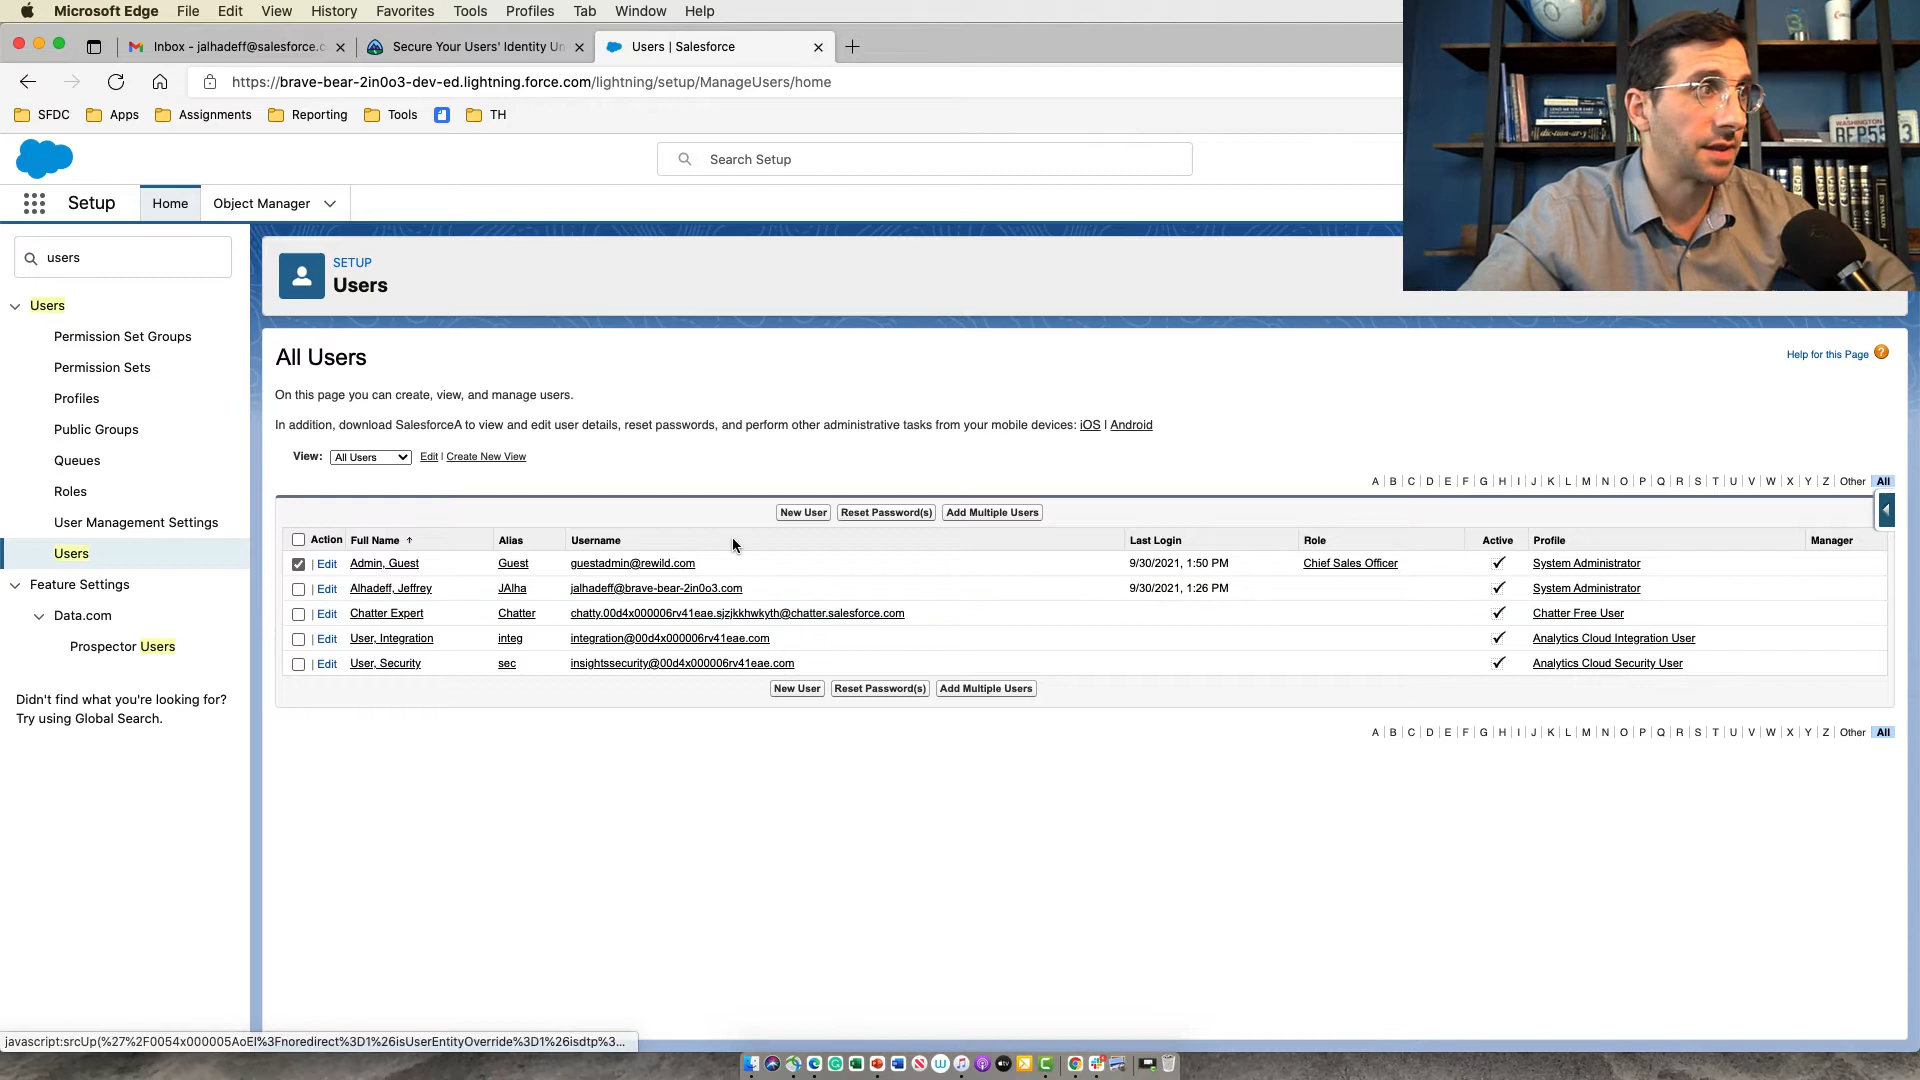 Microsoft Edge File Edit View History Favorites Tools Profiles Tab Window Help
Inbox - jalhadeff@salesforce.c
Secure Your Users' Identity Un
Users | Salesforce
https://brave-bear-2in0o3-dev-ed.lightning.force.com/lightning/setup/ManageUsers/home
SFDC Apps Assignments Reporting Tools TH
Search Setup
Setup Home Object Manager
users
Users
Permission Set Groups
Permission Sets
Profiles
Public Groups
Queues
Roles
User Management Settings
Users
Feature Settings
Data.com
Prospector Users
Didn't find what you're looking for?
Try using Global Search.
SETUP
Users
All Users
Help for this Page
On this page you can create, view, and manage users.
In addition, download SalesforceA to view and edit user details, reset passwords, and perform other administrative tasks from your mobile devices: iOS | Android
View: All Users Edit | Create New View
A | B | C | D | E | F | G | H | I | J | K | L | M | N | O | P | Q | R | S | T | U | V | W | X | Y | Z | Other All
New User Reset Password(s) Add Multiple Users
Action Full Name Alias Username Last Login Role Active Profile Manager
| Edit Admin, Guest Guest guestadmin@rewild.com 9/30/2021, 1:50 PM Chief Sales Officer System Administrator
| Edit Alhadeff, Jeffrey JAlha jalhadeff@brave-bear-2in0o3.com 9/30/2021, 1:26 PM System Administrator
| Edit Chatter Expert Chatter chatty.00d4x000006rv41eae.sjzjkkhwkyth@chatter.salesforce.com Chatter Free User
| Edit User, Integration integ integration@00d4x000006rv41eae.com Analytics Cloud Integration User
| Edit User, Security sec insightssecurity@00d4x000006rv41eae.com Analytics Cloud Security User
New User Reset Password(s) Add Multiple Users
A | B | C | D | E | F | G | H | I | J | K | L | M | N | O | P | Q | R | S | T | U | V | W | X | Y | Z | Other All
javascript:srcUp(%27%2F0054x000005AoEI%3Fnoredirect%3D1%26isUserEntityOverride%3D1%26isdtp%3...
WASHINGTON